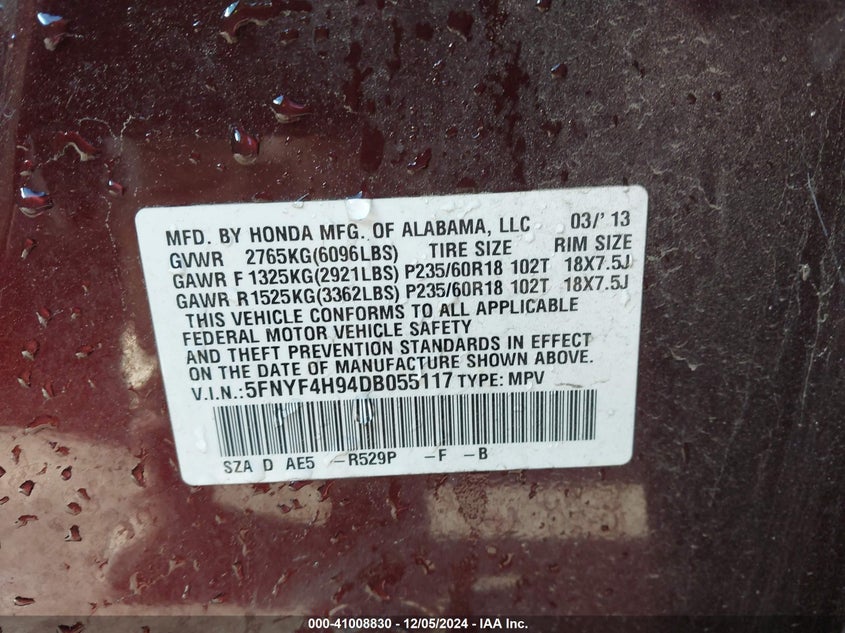 MFD. BY HONDA MFG. OF ALABAMA, LLC 03/'13
GVWR 2765KG(6096LBS) TIRE SIZE RIM SIZE
GAWR F 1325KG(2921LBS) P235/60R18 102T 18X7.5J
GAWR R 1525KG(3362LBS) P235/60R18 102T 18X7.5J
THIS VEHICLE CONFORMS TO ALL APPLICABLE
FEDERAL MOTOR VEHICLE SAFETY
AND THEFT PREVENTION STANDARDS IN EFFECT
ON THE DATE OF MANUFACTURE SHOWN ABOVE.
V.I.N.:5FNYF4H94DB055117 TYPE: MPV
SZA D AE5 -R529P -F -B
000-41008830 - 12/05/2024 - IAA Inc.